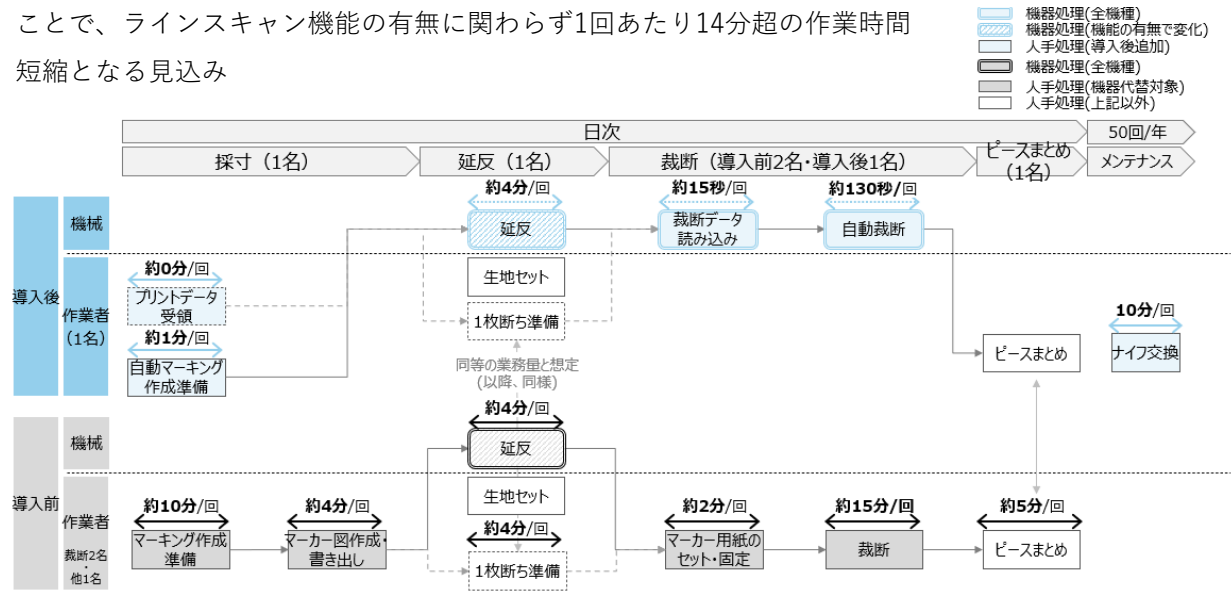 ことで、ラインスキャン機能の有無に関わらず1回あたり14分超の作業時間
短縮となる見込み
機器処理(全機種)
機器処理(機能の有無で変化)
人手処理(導入後追加)
機器処理(全機種)
人手処理(機器代替対象)
人手処理(上記以外)
日次
50回/年
採寸（1名）
延反（1名）
裁断（導入前2名・導入後1名）
ピースまとめ
（1名）
メンテナンス
導入後
機械
約4分/回
延反
約15秒/回
裁断データ
読み込み
約130秒/回
自動裁断
作業者
(1名)
約0分/回
プリントデータ
受領
約1分/回
自動マーキング
作成準備
生地セット
1枚断ち準備
同等の業務量と想定
(以降、同様)
ピースまとめ
10分/回
ナイフ交換
導入前
機械
約4分/回
延反
作業者
裁断2名
・
他1名
約10分/回
マーキング作成
準備
約4分/回
マーカー図作成・
書き出し
生地セット
約4分/回
1枚断ち準備
約2分/回
マーカー用紙の
セット・固定
約15分/回
裁断
約5分/回
ピースまとめ